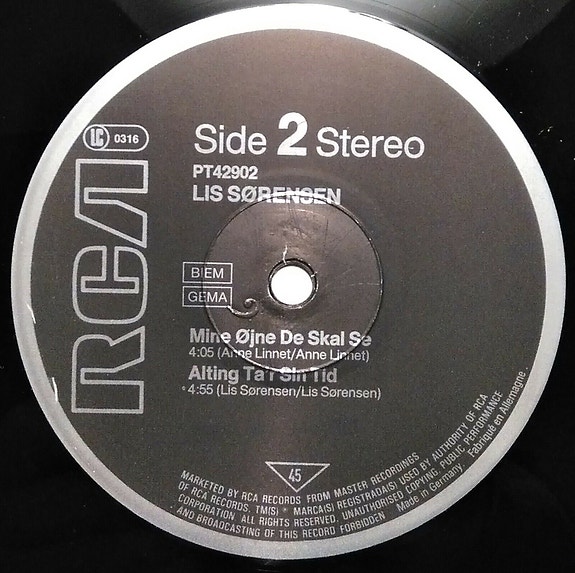 LC 0316
RCA
Side 2 Stereo
PT42902
LIS SØRENSEN
BIEM
GEMA
Mine Øjne De Skal Se
4:05 (Anne Linnet/Anne Linnet)
Alting Ta'r Sin Tid
4:55 (Lis Sørensen/Lis Sørensen)
45
MARKETED BY RCA RECORDS FROM MASTER RECORDINGS
OF RCA RECORDS, TM(S) ® MARCA(S) REGISTRADA(S) USED BY AUTHORITY OF RCA
CORPORATION. ALL RIGHTS RESERVED. UNAUTHORISED COPYING, PUBLIC PERFORMANCE
AND BROADCASTING OF THIS RECORD FORBIDDEN Made in Germany. Fabriqué en Allemagne.